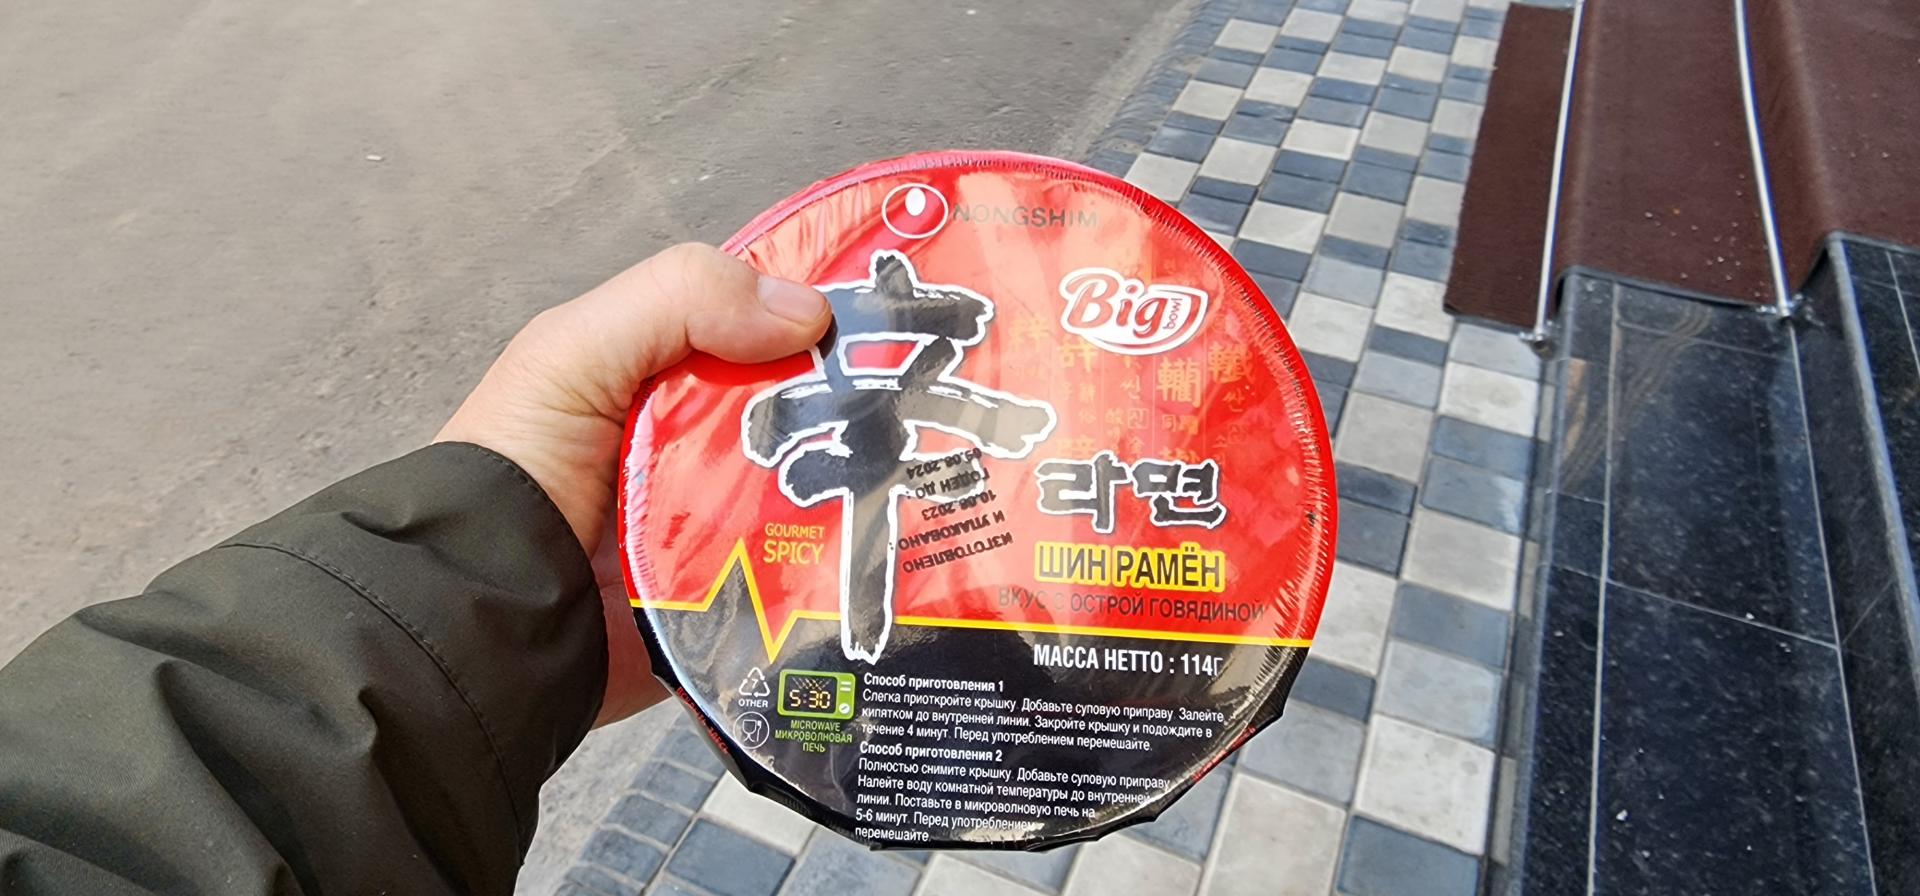 NONGSHIM
Big
bowl
辛
라면
GOURMET
SPICY
ШИН РАМЁН
ВКУС С ОСТРОЙ ГОВЯДИНОЙ
ИЗГОТОВЛЕНО
И УПАКОВАНО
10.08.2023
ГОДЕН ДО
09.08.2024
МАССА НЕТТО : 114г
7
OTHER
5:30
MICROWAVE
МИКРОВОЛНОВАЯ
ПЕЧЬ
Способ приготовления 1
Слегка приоткройте крышку. Добавьте суповую приправу. Залейте
кипятком до внутренней линии. Закройте крышку и подождите в
течение 4 минут. Перед употреблением перемешайте.
Способ приготовления 2
Полностью снимите крышку. Добавьте суповую приправу.
Налейте воду комнатной температуры до внутренней
линии. Поставьте в микроволновую печь на
5-6 минут. Перед употреблением
перемешайте.